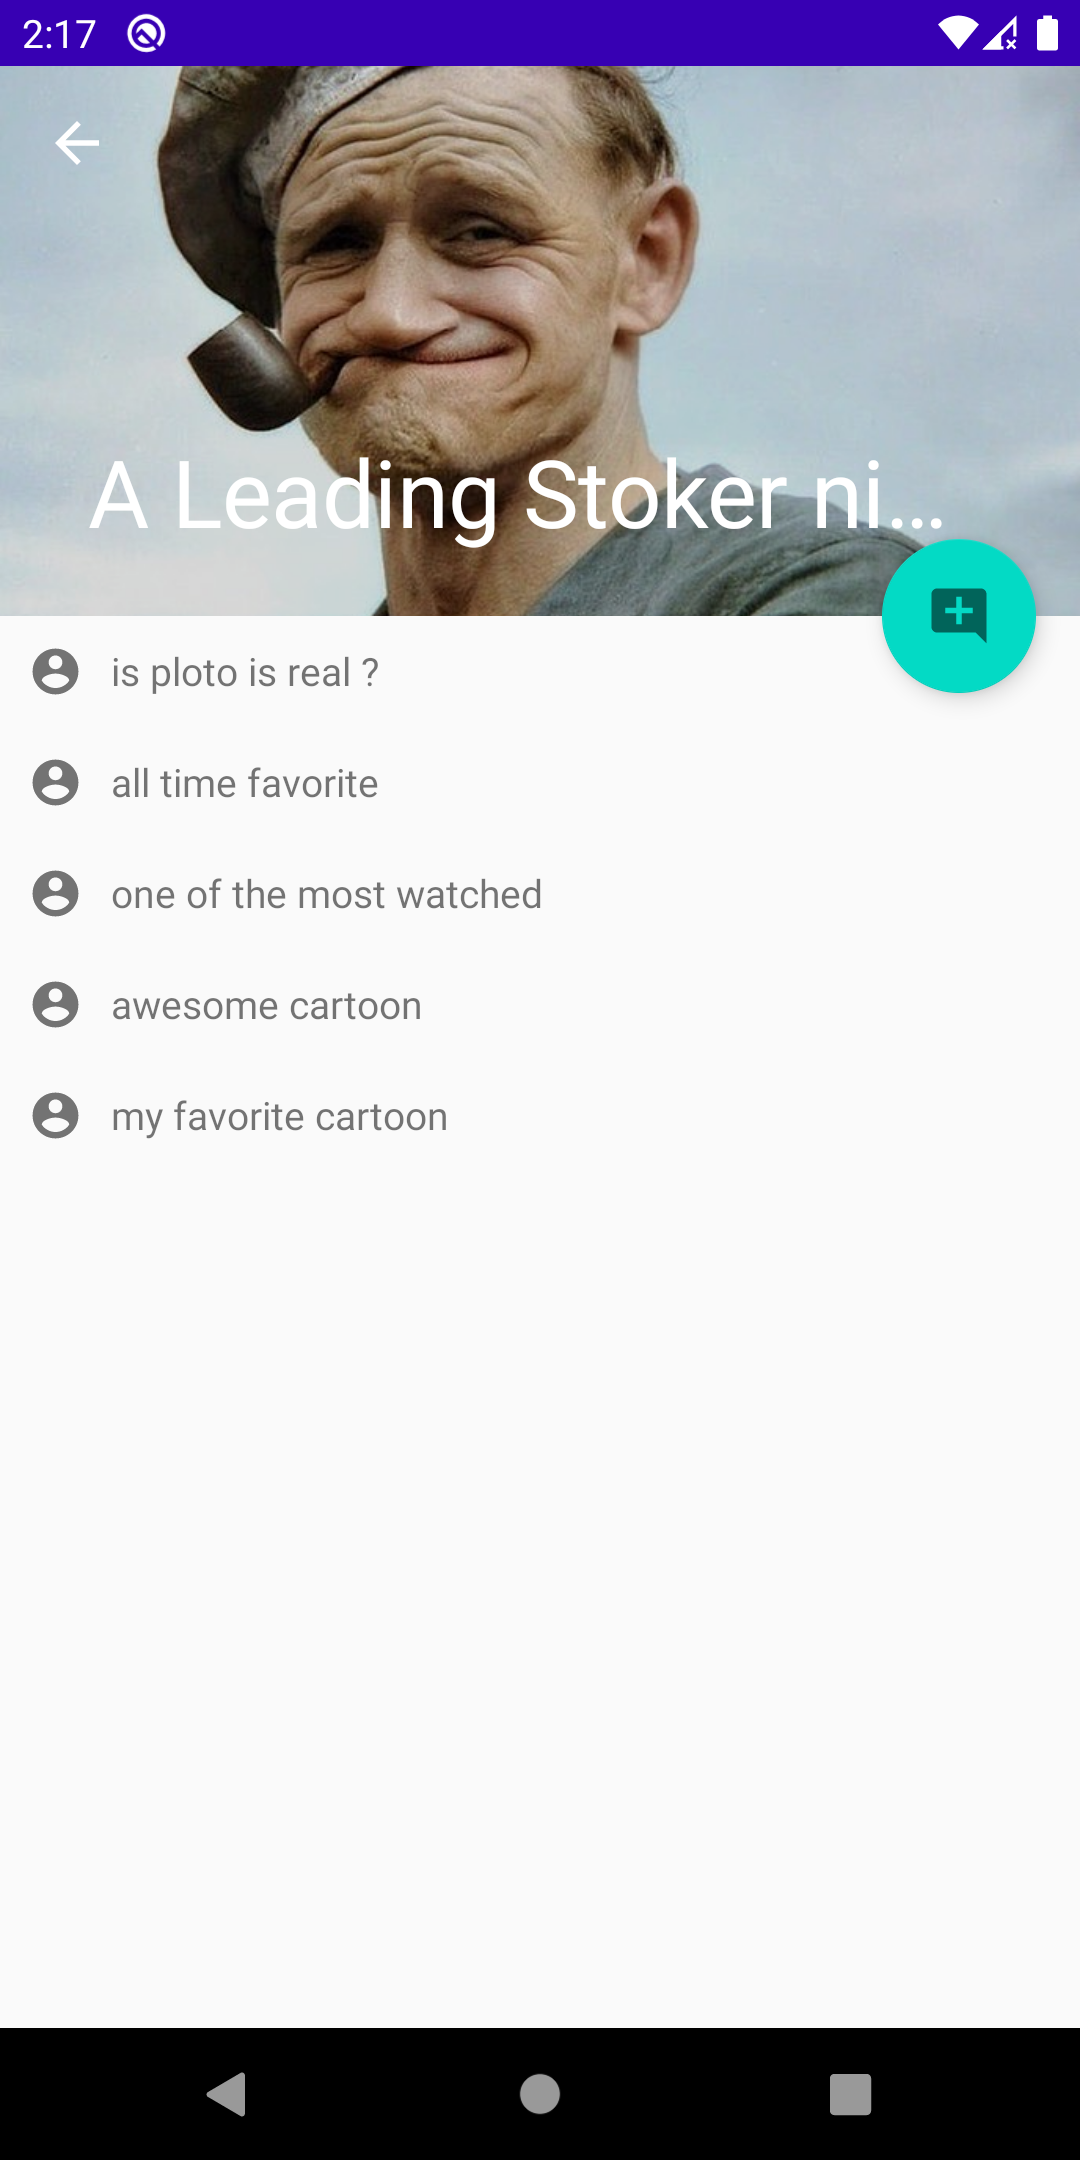 2:17
A Leading Stoker ni...
is ploto is real ?
all time favorite
one of the most watched
awesome cartoon
my favorite cartoon